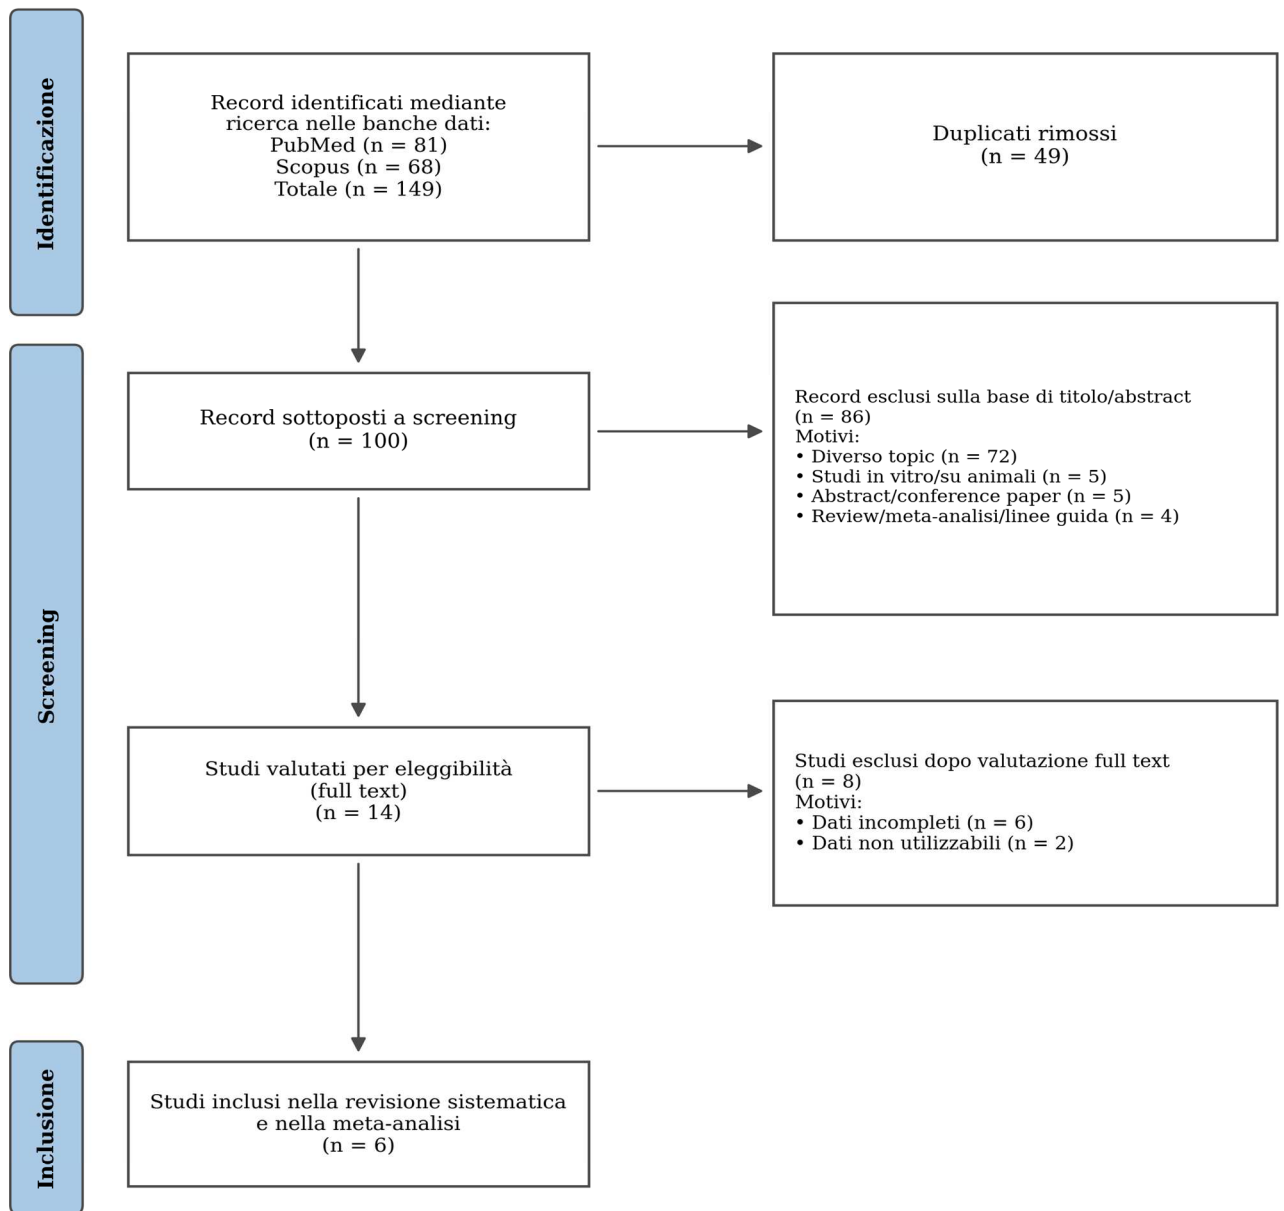 Identificazione
Record identificati mediante
ricerca nelle banche dati:
PubMed (n = 81)
Scopus (n = 68)
Totale (n = 149)
Duplicati rimossi
(n = 49)
Screening
Record sottoposti a screening
(n = 100)
Record esclusi sulla base di titolo/abstract
(n = 86)
Motivi:
• Diverso topic (n = 72)
• Studi in vitro/su animali (n = 5)
• Abstract/conference paper (n = 5)
• Review/meta-analisi/linee guida (n = 4)
Studi valutati per eleggibilità
(full text)
(n = 14)
Studi esclusi dopo valutazione full text
(n = 8)
Motivi:
• Dati incompleti (n = 6)
• Dati non utilizzabili (n = 2)
Inclusione
Studi inclusi nella revisione sistematica
e nella meta-analisi
(n = 6)